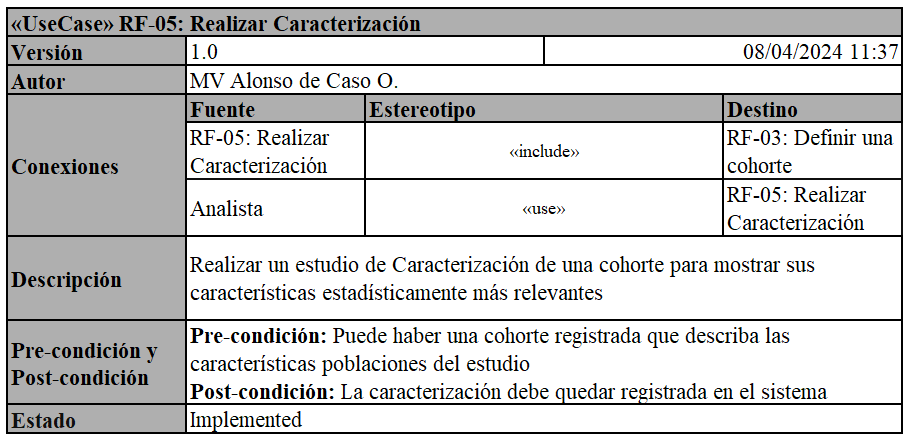 «UseCase» RF-05: Realizar Caracterización
Versión 1.0 08/04/2024 11:37
Autor MV Alonso de Caso O.
Conexiones
Fuente Estereotipo Destino
RF-05: Realizar
Caracterización
«include»
RF-03: Definir una
cohorte
Analista
«use»
RF-05: Realizar
Caracterización
Descripción
Realizar un estudio de Caracterización de una cohorte para mostrar sus
características estadísticamente más relevantes
Pre-condición y
Post-condición
Pre-condición: Puede haber una cohorte registrada que describa las
características poblaciones del estudio
Post-condición: La caracterización debe quedar registrada en el sistema
Estado Implemented